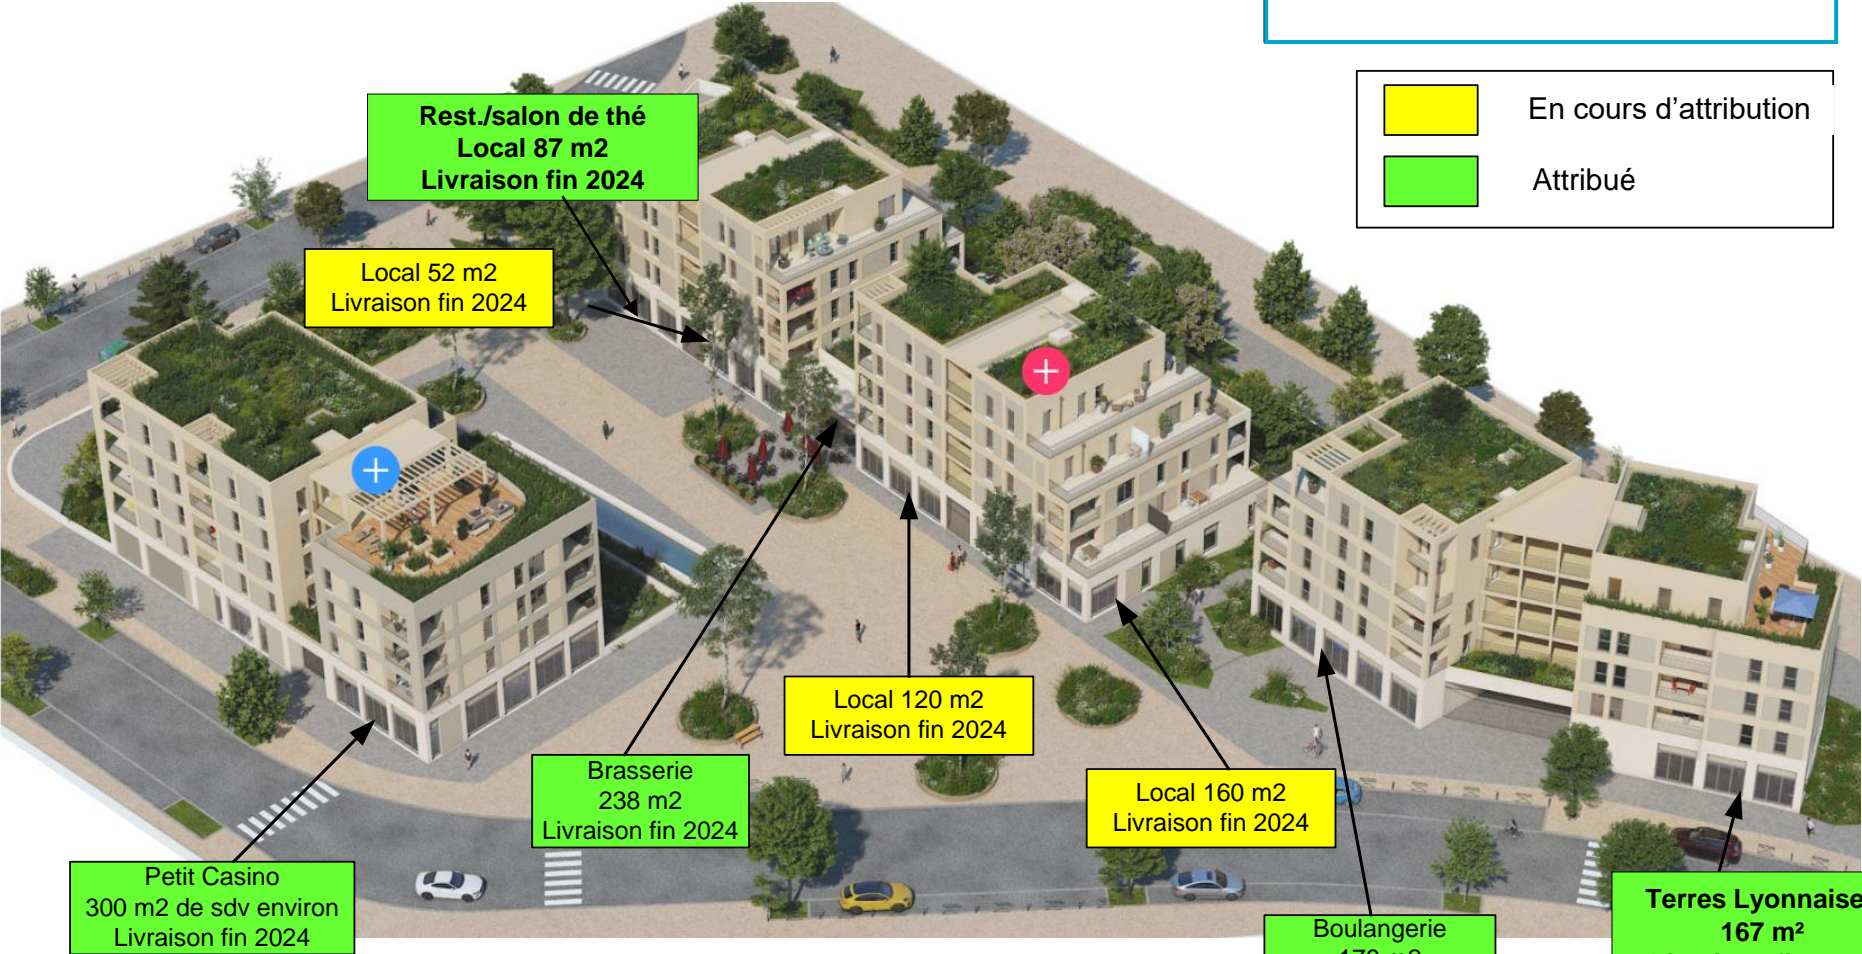 En cours d'attribution
Attribué
Rest./salon de thé
Local 87 m2
Livraison fin 2024
Local 52 m2
Livraison fin 2024
Local 120 m2
Livraison fin 2024
Brasserie
238 m2
Livraison fin 2024
Local 160 m2
Livraison fin 2024
Petit Casino
300 m2 de sdv environ
Livraison fin 2024
Boulangerie
Terres Lyonnaise
167 m²